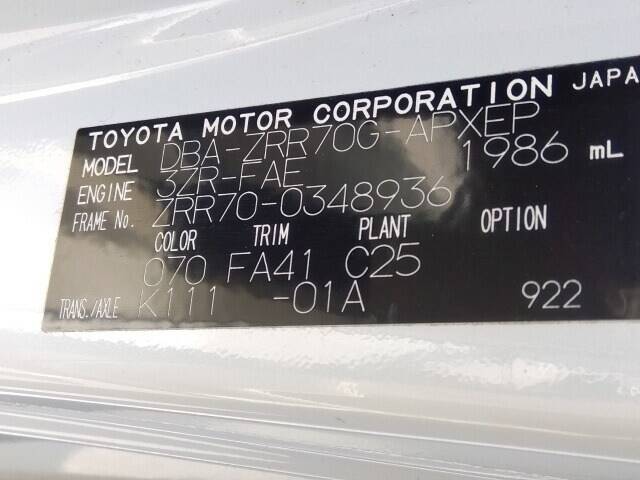 TOYOTA MOTOR CORPORATION JAPA
MODEL DBA-ZRR70G-APXEP
ENGINE 3ZR-FAE 1986 mL
FRAME No. ZRR70-0348936
COLOR TRIM PLANT OPTION
070 FA41 C25
TRANS./AXLE K111 -01A 922